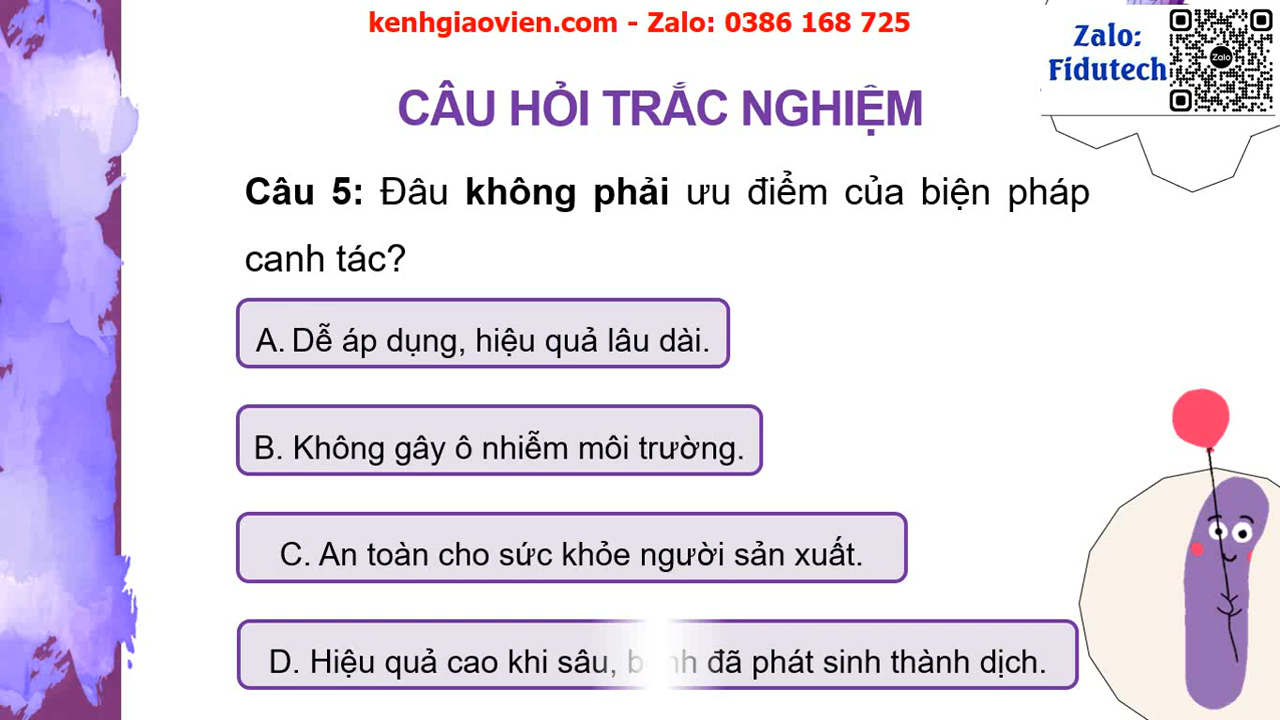 kenhgiaovien.com - Zalo: 0386 168 725
Zalo:
Fidutech
Zalo
CÂU HỎI TRẮC NGHIỆM
Câu 5: Đâu không phải ưu điểm của biện pháp
canh tác?
A. Dễ áp dụng, hiệu quả lâu dài.
B. Không gây ô nhiễm môi trường.
C. An toàn cho sức khỏe người sản xuất.
D. Hiệu quả cao khi sâu, đã phát sinh thành dịch.